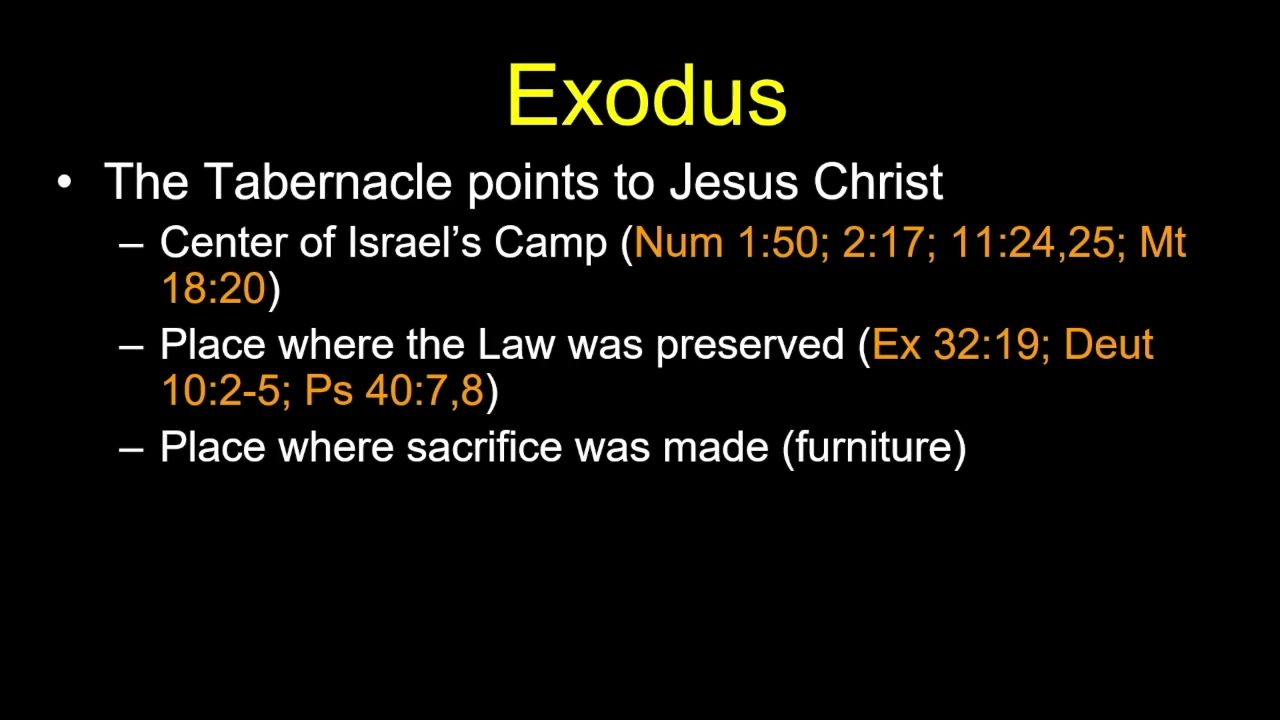 Exodus
• The Tabernacle points to Jesus Christ
– Center of Israel’s Camp (Num 1:50; 2:17; 11:24,25; Mt
18:20)
– Place where the Law was preserved (Ex 32:19; Deut
10:2-5; Ps 40:7,8)
– Place where sacrifice was made (furniture)